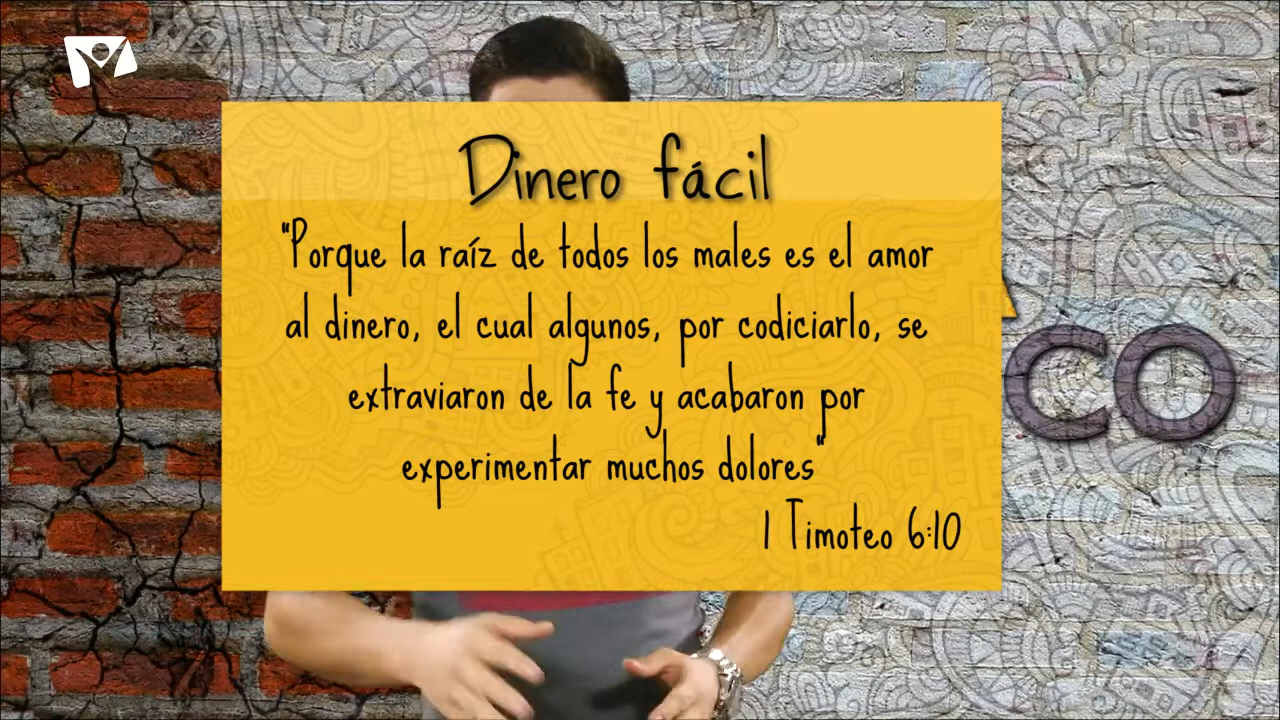 Dinero fácil
"Porque la raíz de todos los males es el amor
al dinero, el cual algunos, por codiciarlo, se
extraviaron de la fe y acabaron por
experimentar muchos dolores"
1 Timoteo 6:10
CO